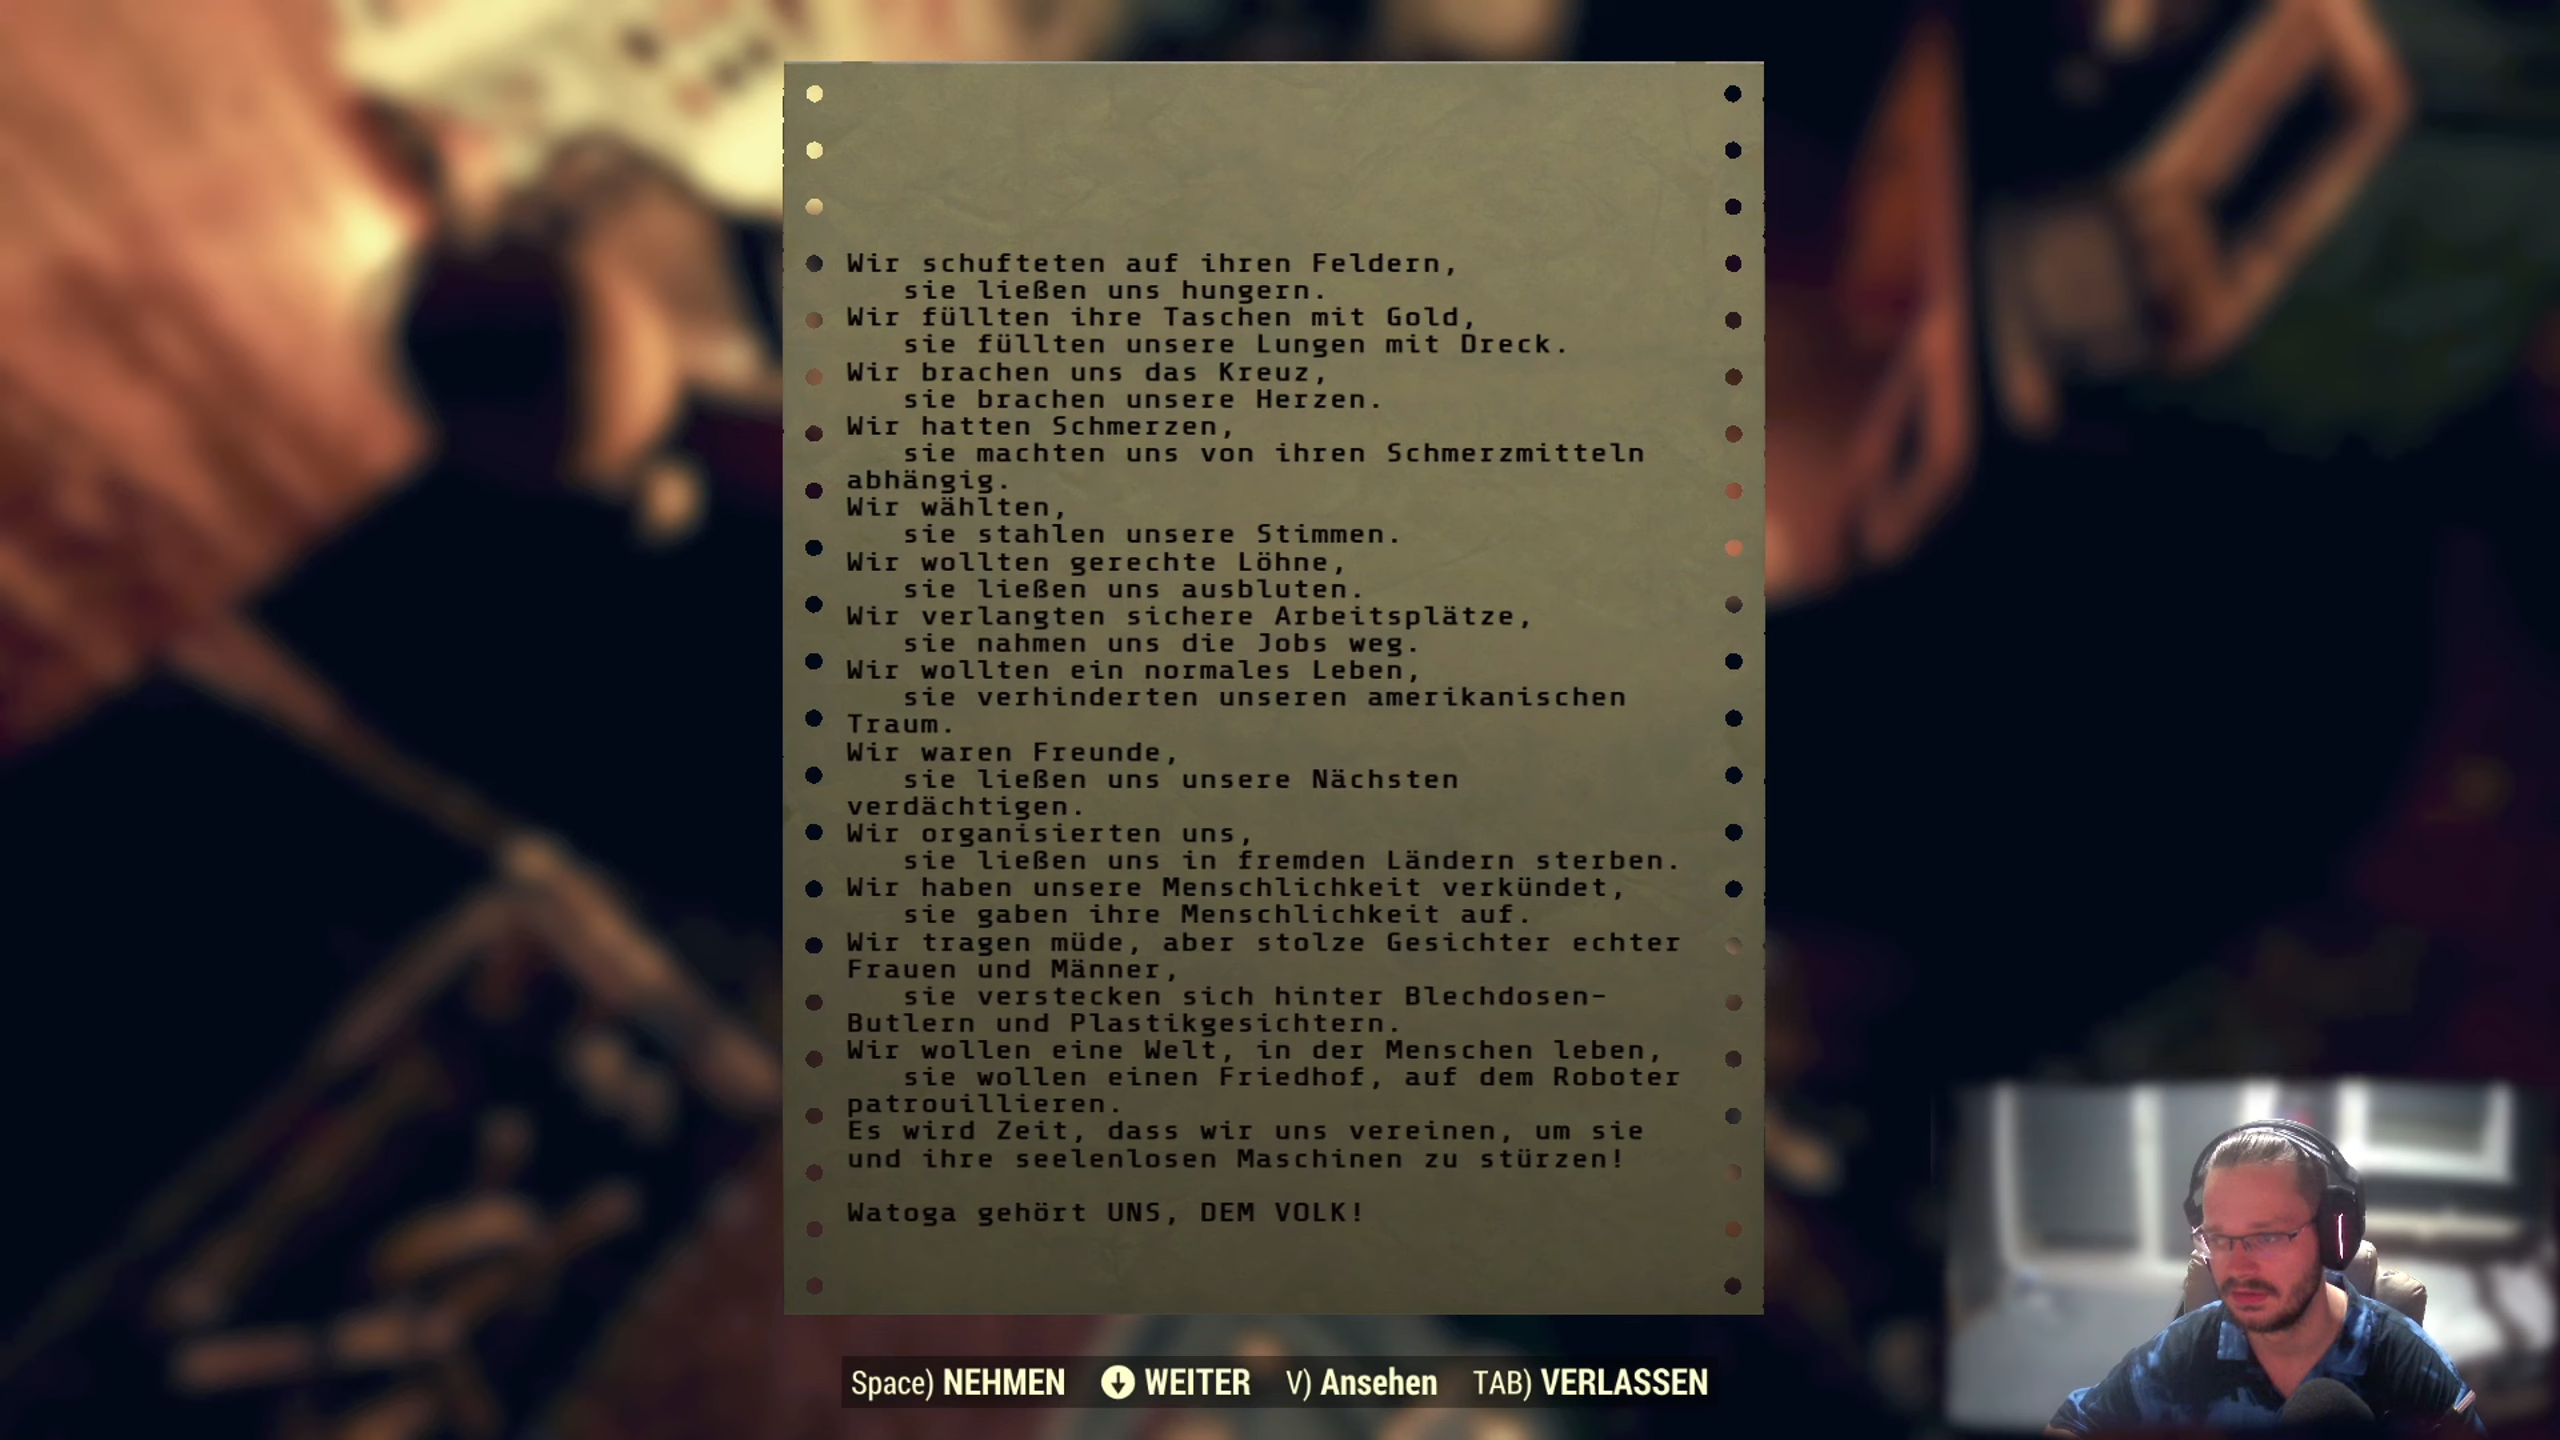 Wir schufteten auf ihren Feldern,
sie ließen uns hungern.
Wir füllten ihre Taschen mit Gold,
sie füllten unsere Lungen mit Dreck.
Wir brachen uns das Kreuz,
sie brachen unsere Herzen.
Wir hatten Schmerzen,
sie machten uns von ihren Schmerzmitteln
abhängig.
Wir wählten,
sie stahlen unsere Stimmen.
Wir wollten gerechte Löhne,
sie ließen uns ausbluten.
Wir verlangten sichere Arbeitsplätze,
sie nahmen uns die Jobs weg.
Wir wollten ein normales Leben,
sie verhinderten unseren amerikanischen
Traum.
Wir waren Freunde,
sie ließen uns unsere Nächsten
verdächtigen.
Wir organisierten uns,
sie ließen uns in fremden Ländern sterben.
Wir haben unsere Menschlichkeit verkündet,
sie gaben ihre Menschlichkeit auf.
Wir tragen müde, aber stolze Gesichter echter
Frauen und Männer,
sie verstecken sich hinter Blechdosen-
Butlern und Plastikgesichtern.
Wir wollen eine Welt, in der Menschen leben,
sie wollen einen Friedhof, auf dem Roboter
patrouillieren.
Es wird Zeit, dass wir uns vereinen, um sie
und ihre seelenlosen Maschinen zu stürzen!
Watoga gehört UNS, DEM VOLK!
Space) NEHMEN WEITER V) Ansehen TAB) VERLASSEN